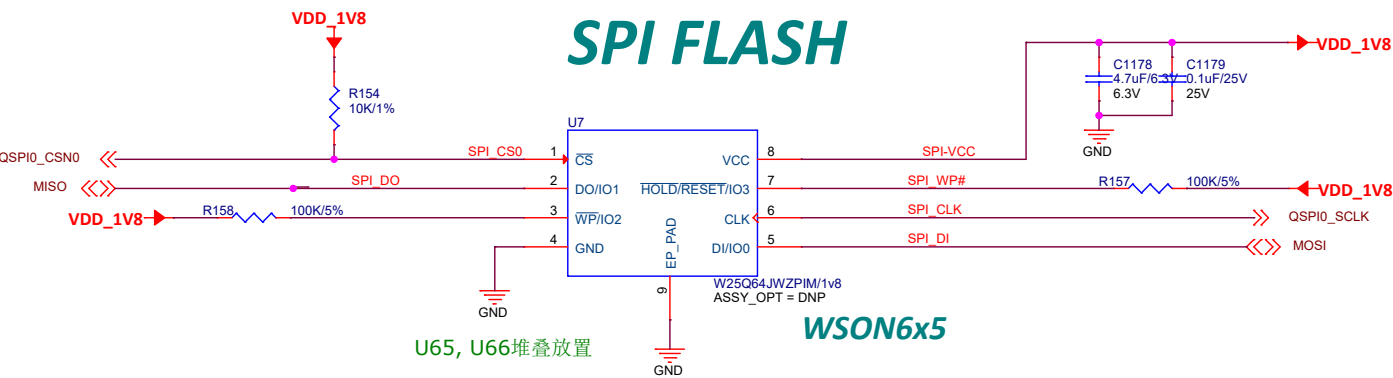 SPI FLASH
VDD_1V8
R154
10K/1%
VDD_1V8
C1178
4.7uF/6.3V
6.3V
C1179
0.1uF/25V
25V
GND
U7
QSPI0_CSN0
SPI_CS0
1
CS
VCC
8
SPI-VCC
MISO
SPI_DO
2
DO/IO1
HOLD/RESET/IO3
7
SPI_WP#
R157
100K/5%
VDD_1V8
VDD_1V8
R158
100K/5%
3
WP/IO2
CLK
6
SPI_CLK
QSPI0_SCLK
4
GND
EP_PAD
DI/IO0
5
SPI_DI
MOSI
9
W25Q64JWZPIM/1v8
ASSY_OPT = DNP
GND
WSON6x5
U65, U66堆叠放置
GND